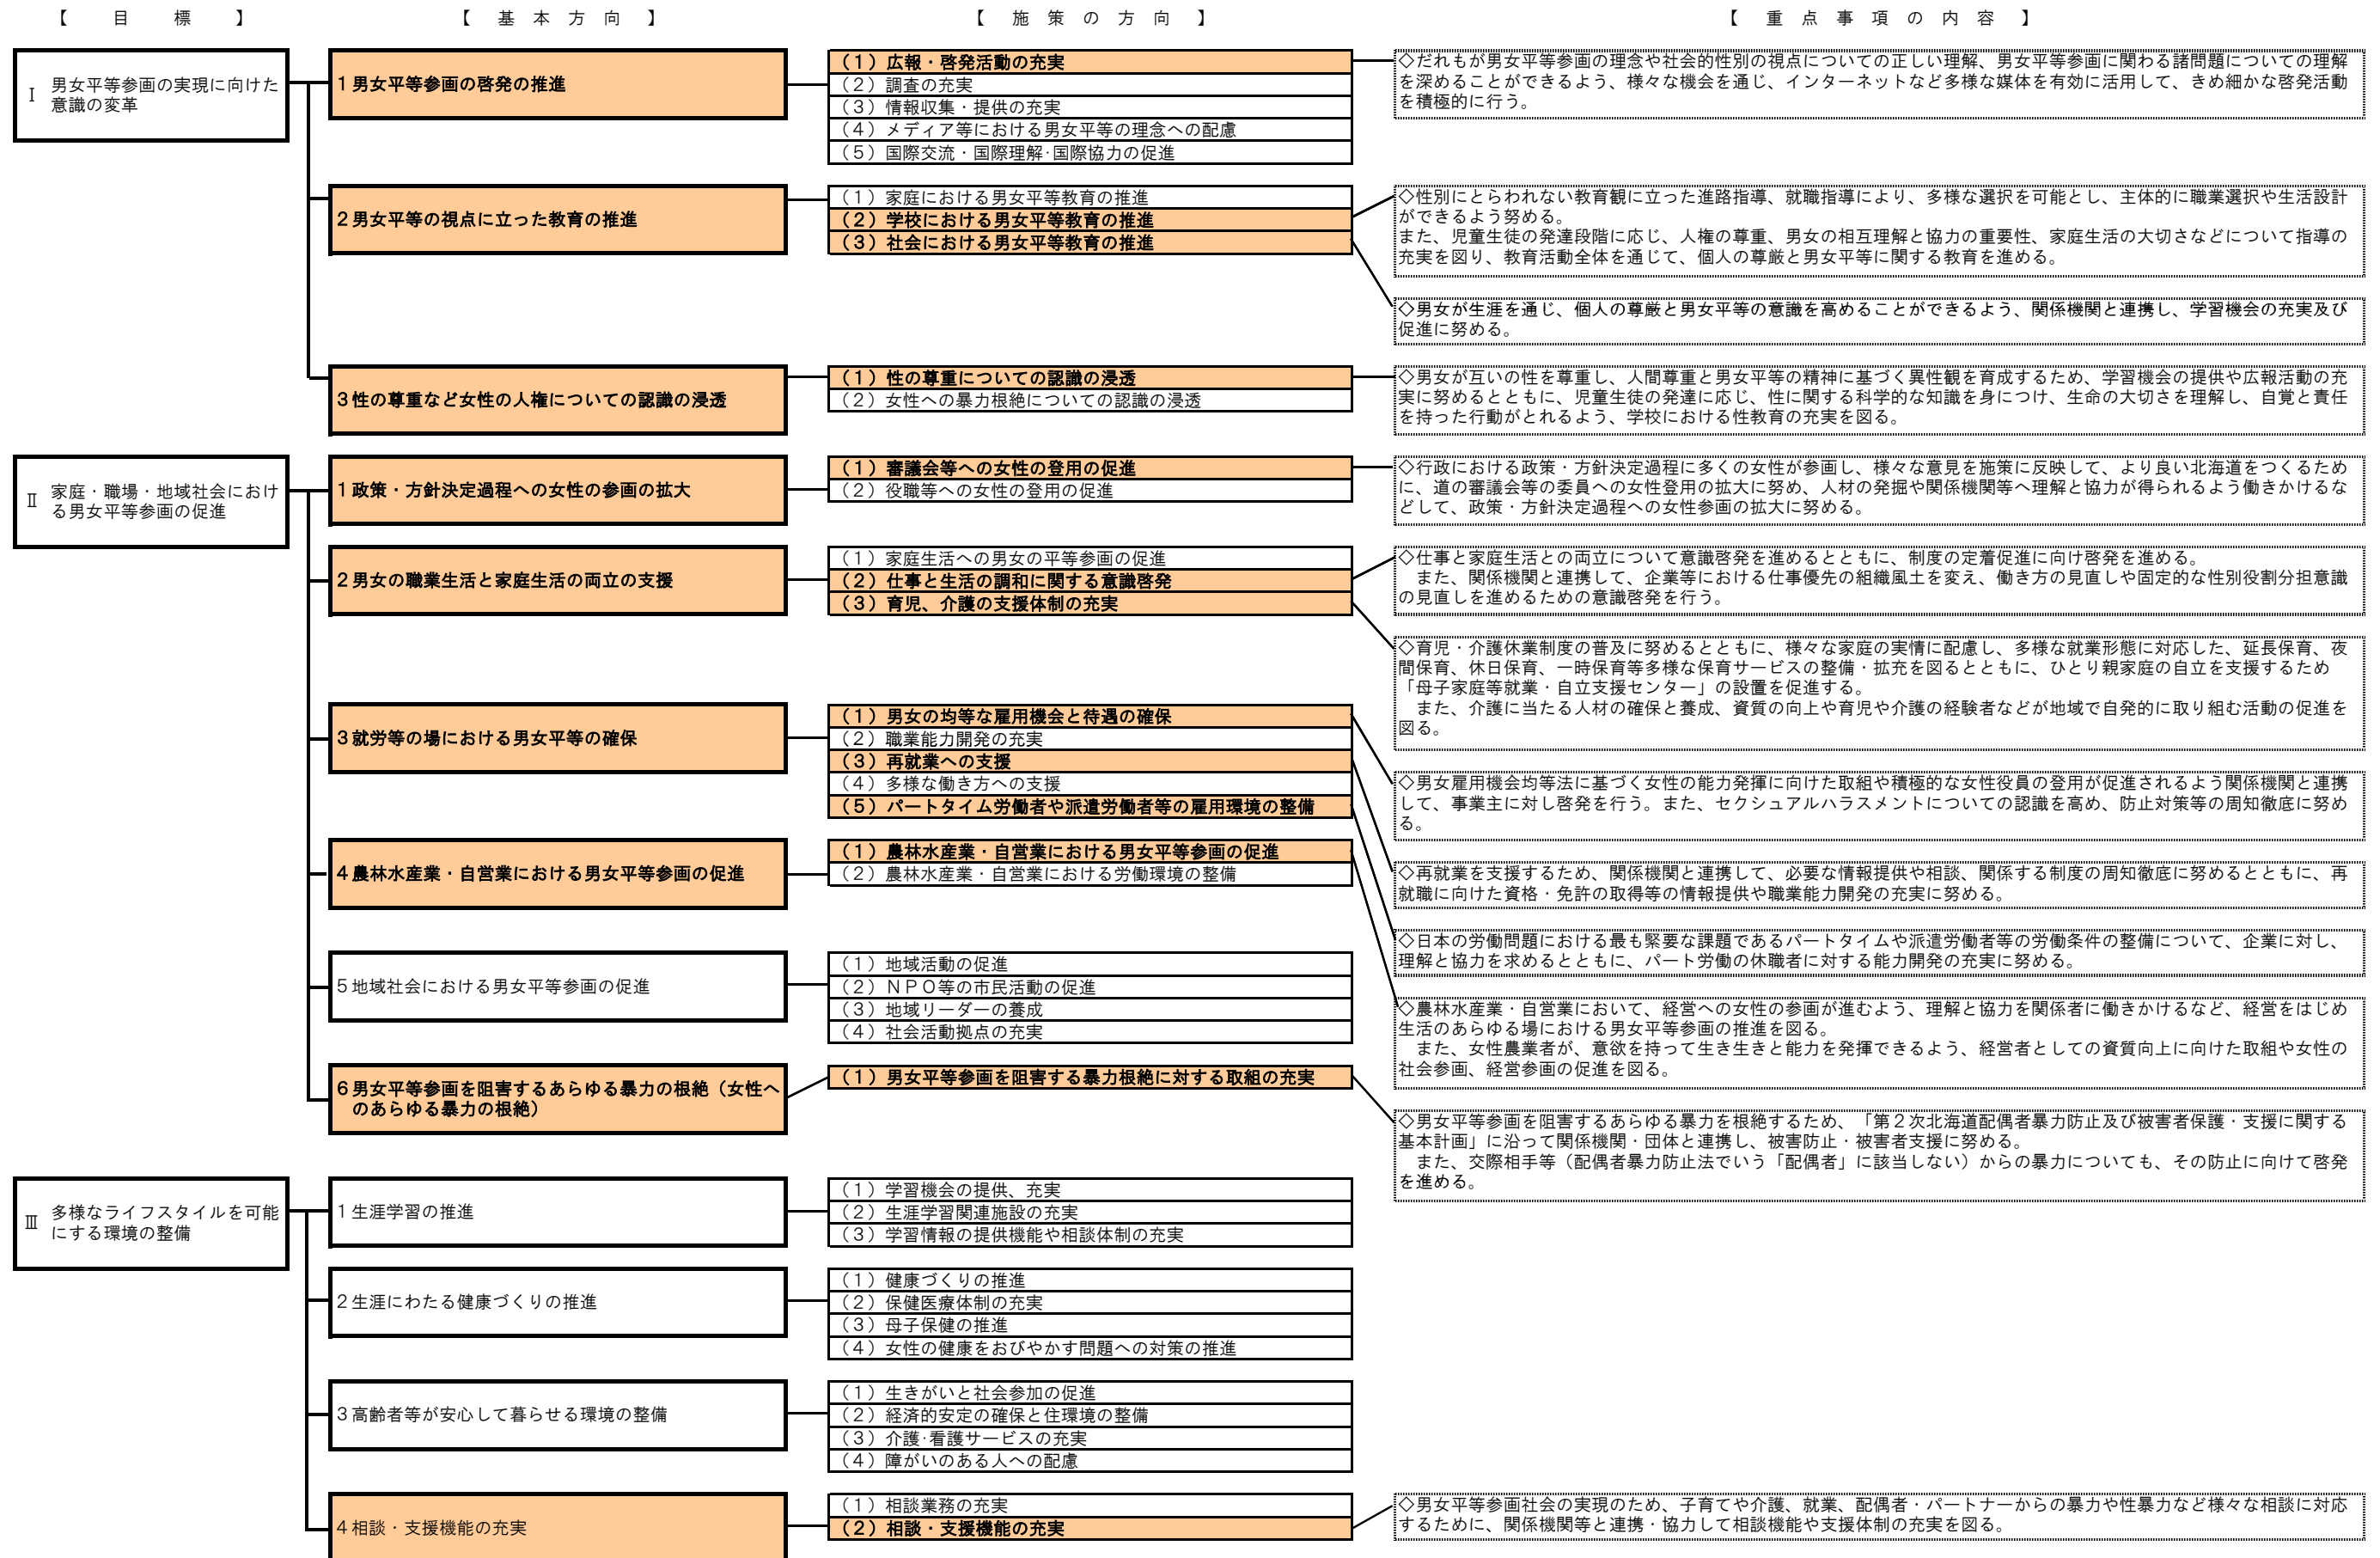 【　目　標　】
【　基 本 方 向　】
【　施 策 の 方 向　】
【　重 点 事 項 の 内 容　】
Ⅰ 男女平等参画の実現に向けた
意識の変革
１男女平等参画の啓発の推進
（１）広報・啓発活動の充実
（２）調査の充実
（３）情報収集・提供の充実
（４）メディア等における男女平等の理念への配慮
（５）国際交流・国際理解･国際協力の促進
◇だれもが男女平等参画の理念や社会的性別の視点についての正しい理解、男女平等参画に関わる諸問題についての理解
を深めることができるよう、様々な機会を通じ、インターネットなど多様な媒体を有効に活用して、きめ細かな啓発活動
を積極的に行う。
２男女平等の視点に立った教育の推進
（１）家庭における男女平等教育の推進
（２）学校における男女平等教育の推進
（３）社会における男女平等教育の推進
◇性別にとらわれない教育観に立った進路指導、就職指導により、多様な選択を可能とし、主体的に職業選択や生活設計
ができるよう努める。
また、児童生徒の発達段階に応じ、人権の尊重、男女の相互理解と協力の重要性、家庭生活の大切さなどについて指導の
充実を図り、教育活動全体を通じて、個人の尊厳と男女平等に関する教育を進める。
◇男女が生涯を通じ、個人の尊厳と男女平等の意識を高めることができるよう、関係機関と連携し、学習機会の充実及び
促進に努める。
３性の尊重など女性の人権についての認識の浸透
（１）性の尊重についての認識の浸透
（２）女性への暴力根絶についての認識の浸透
◇男女が互いの性を尊重し、人間尊重と男女平等の精神に基づく異性観を育成するため、学習機会の提供や広報活動の充
実に努めるとともに、児童生徒の発達に応じ、性に関する科学的な知識を身につけ、生命の大切さを理解し、自覚と責任
を持った行動がとれるよう、学校における性教育の充実を図る。
Ⅱ 家庭・職場・地域社会におけ
る男女平等参画の促進
１政策・方針決定過程への女性の参画の拡大
（１）審議会等への女性の登用の促進
（２）役職等への女性の登用の促進
◇行政における政策・方針決定過程に多くの女性が参画し、様々な意見を施策に反映して、より良い北海道をつくるため
に、道の審議会等の委員への女性登用の拡大に努め、人材の発掘や関係機関等へ理解と協力が得られるよう働きかけるな
どして、政策・方針決定過程への女性参画の拡大に努める。
２男女の職業生活と家庭生活の両立の支援
（１）家庭生活への男女の平等参画の促進
（２）仕事と生活の調和に関する意識啓発
（３）育児、介護の支援体制の充実
◇仕事と家庭生活との両立について意識啓発を進めるとともに、制度の定着促進に向け啓発を進める。
　また、関係機関と連携して、企業等における仕事優先の組織風土を変え、働き方の見直しや固定的な性別役割分担意識
の見直しを進めるための意識啓発を行う。
◇育児・介護休業制度の普及に努めるとともに、様々な家庭の実情に配慮し、多様な就業形態に対応した、延長保育、夜
間保育、休日保育、一時保育等多様な保育サービスの整備・拡充を図るとともに、ひとり親家庭の自立を支援するため
「母子家庭等就業・自立支援センター」の設置を促進する。
　また、介護に当たる人材の確保と養成、資質の向上や育児や介護の経験者などが地域で自発的に取り組む活動の促進を
図る。
３就労等の場における男女平等の確保
（１）男女の均等な雇用機会と待遇の確保
（２）職業能力開発の充実
（３）再就業への支援
（４）多様な働き方への支援
（５）パートタイム労働者や派遣労働者等の雇用環境の整備
◇男女雇用機会均等法に基づく女性の能力発揮に向けた取組や積極的な女性役員の登用が促進されるよう関係機関と連携
して、事業主に対し啓発を行う。また、セクシュアルハラスメントについての認識を高め、防止対策等の周知徹底に努め
る。
４農林水産業・自営業における男女平等参画の促進
（１）農林水産業・自営業における男女平等参画の促進
（２）農林水産業・自営業における労働環境の整備
◇再就業を支援するため、関係機関と連携して、必要な情報提供や相談、関係する制度の周知徹底に努めるとともに、再
就職に向けた資格・免許の取得等の情報提供や職業能力開発の充実に努める。
◇日本の労働問題における最も緊要な課題であるパートタイムや派遣労働者等の労働条件の整備について、企業に対し、
理解と協力を求めるとともに、パート労働の休職者に対する能力開発の充実に努める。
５地域社会における男女平等参画の促進
（１）地域活動の促進
（２）ＮＰＯ等の市民活動の促進
（３）地域リーダーの養成
（４）社会活動拠点の充実
◇農林水産業・自営業において、経営への女性の参画が進むよう、理解と協力を関係者に働きかけるなど、経営をはじめ
生活のあらゆる場における男女平等参画の推進を図る。
　また、女性農業者が、意欲を持って生き生きと能力を発揮できるよう、経営者としての資質向上に向けた取組や女性の
社会参画、経営参画の促進を図る。
６男女平等参画を阻害するあらゆる暴力の根絶（女性へ
のあらゆる暴力の根絶）
（１）男女平等参画を阻害する暴力根絶に対する取組の充実
◇男女平等参画を阻害するあらゆる暴力を根絶するため、「第２次北海道配偶者暴力防止及び被害者保護・支援に関する
基本計画」に沿って関係機関・団体と連携し、被害防止・被害者支援に努める。
　また、交際相手等（配偶者暴力防止法でいう「配偶者」に該当しない）からの暴力についても、その防止に向けて啓発
を進める。
Ⅲ 多様なライフスタイルを可能
にする環境の整備
１生涯学習の推進
（１）学習機会の提供、充実
（２）生涯学習関連施設の充実
（３）学習情報の提供機能や相談体制の充実
２生涯にわたる健康づくりの推進
（１）健康づくりの推進
（２）保健医療体制の充実
（３）母子保健の推進
（４）女性の健康をおびやかす問題への対策の推進
３高齢者等が安心して暮らせる環境の整備
（１）生きがいと社会参加の促進
（２）経済的安定の確保と住環境の整備
（３）介護･看護サービスの充実
（４）障がいのある人への配慮
４相談・支援機能の充実
（１）相談業務の充実
（２）相談・支援機能の充実
◇男女平等参画社会の実現のため、子育てや介護、就業、配偶者・パートナーからの暴力や性暴力など様々な相談に対応
するために、関係機関等と連携・協力して相談機能や支援体制の充実を図る。